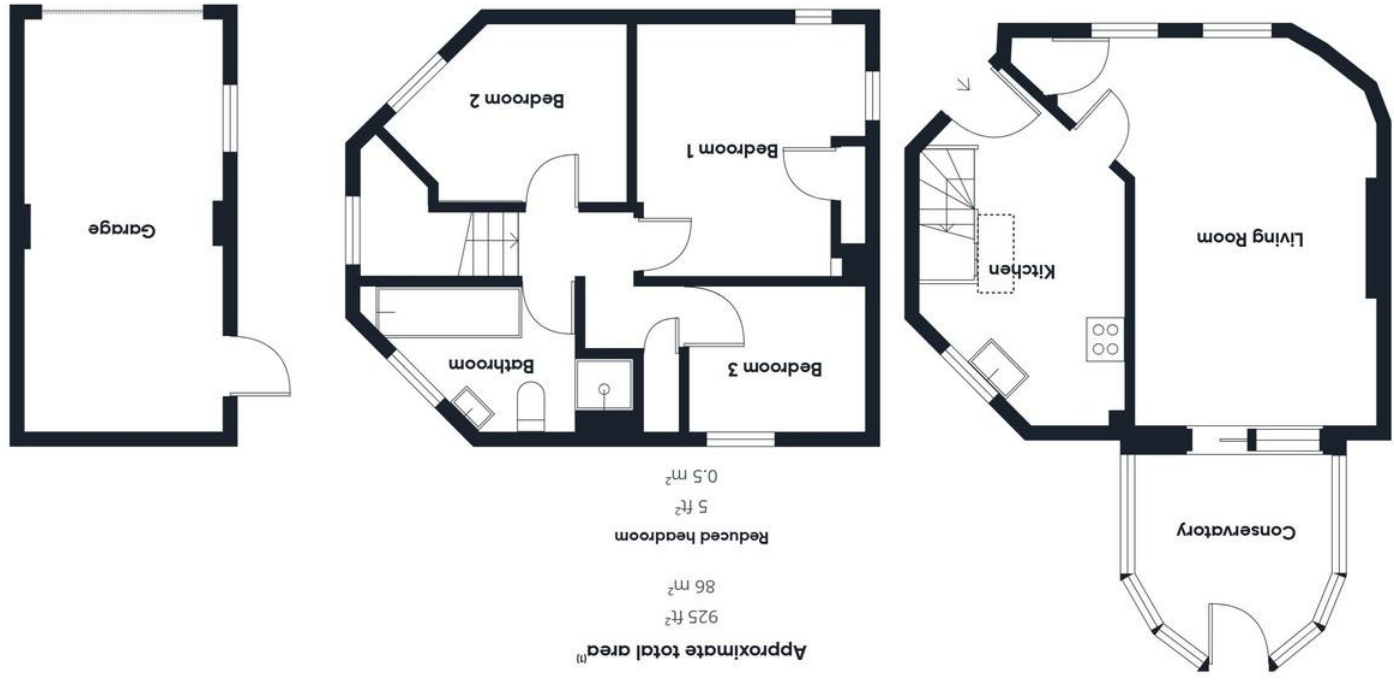 Approximate total area(1)
925 ft²
86 m²
Reduced headroom
5 ft²
0.5 m²
Conservatory
Living Room
Kitchen
Bedroom 3
Bathroom
Bedroom 1
Bedroom 2
Garage